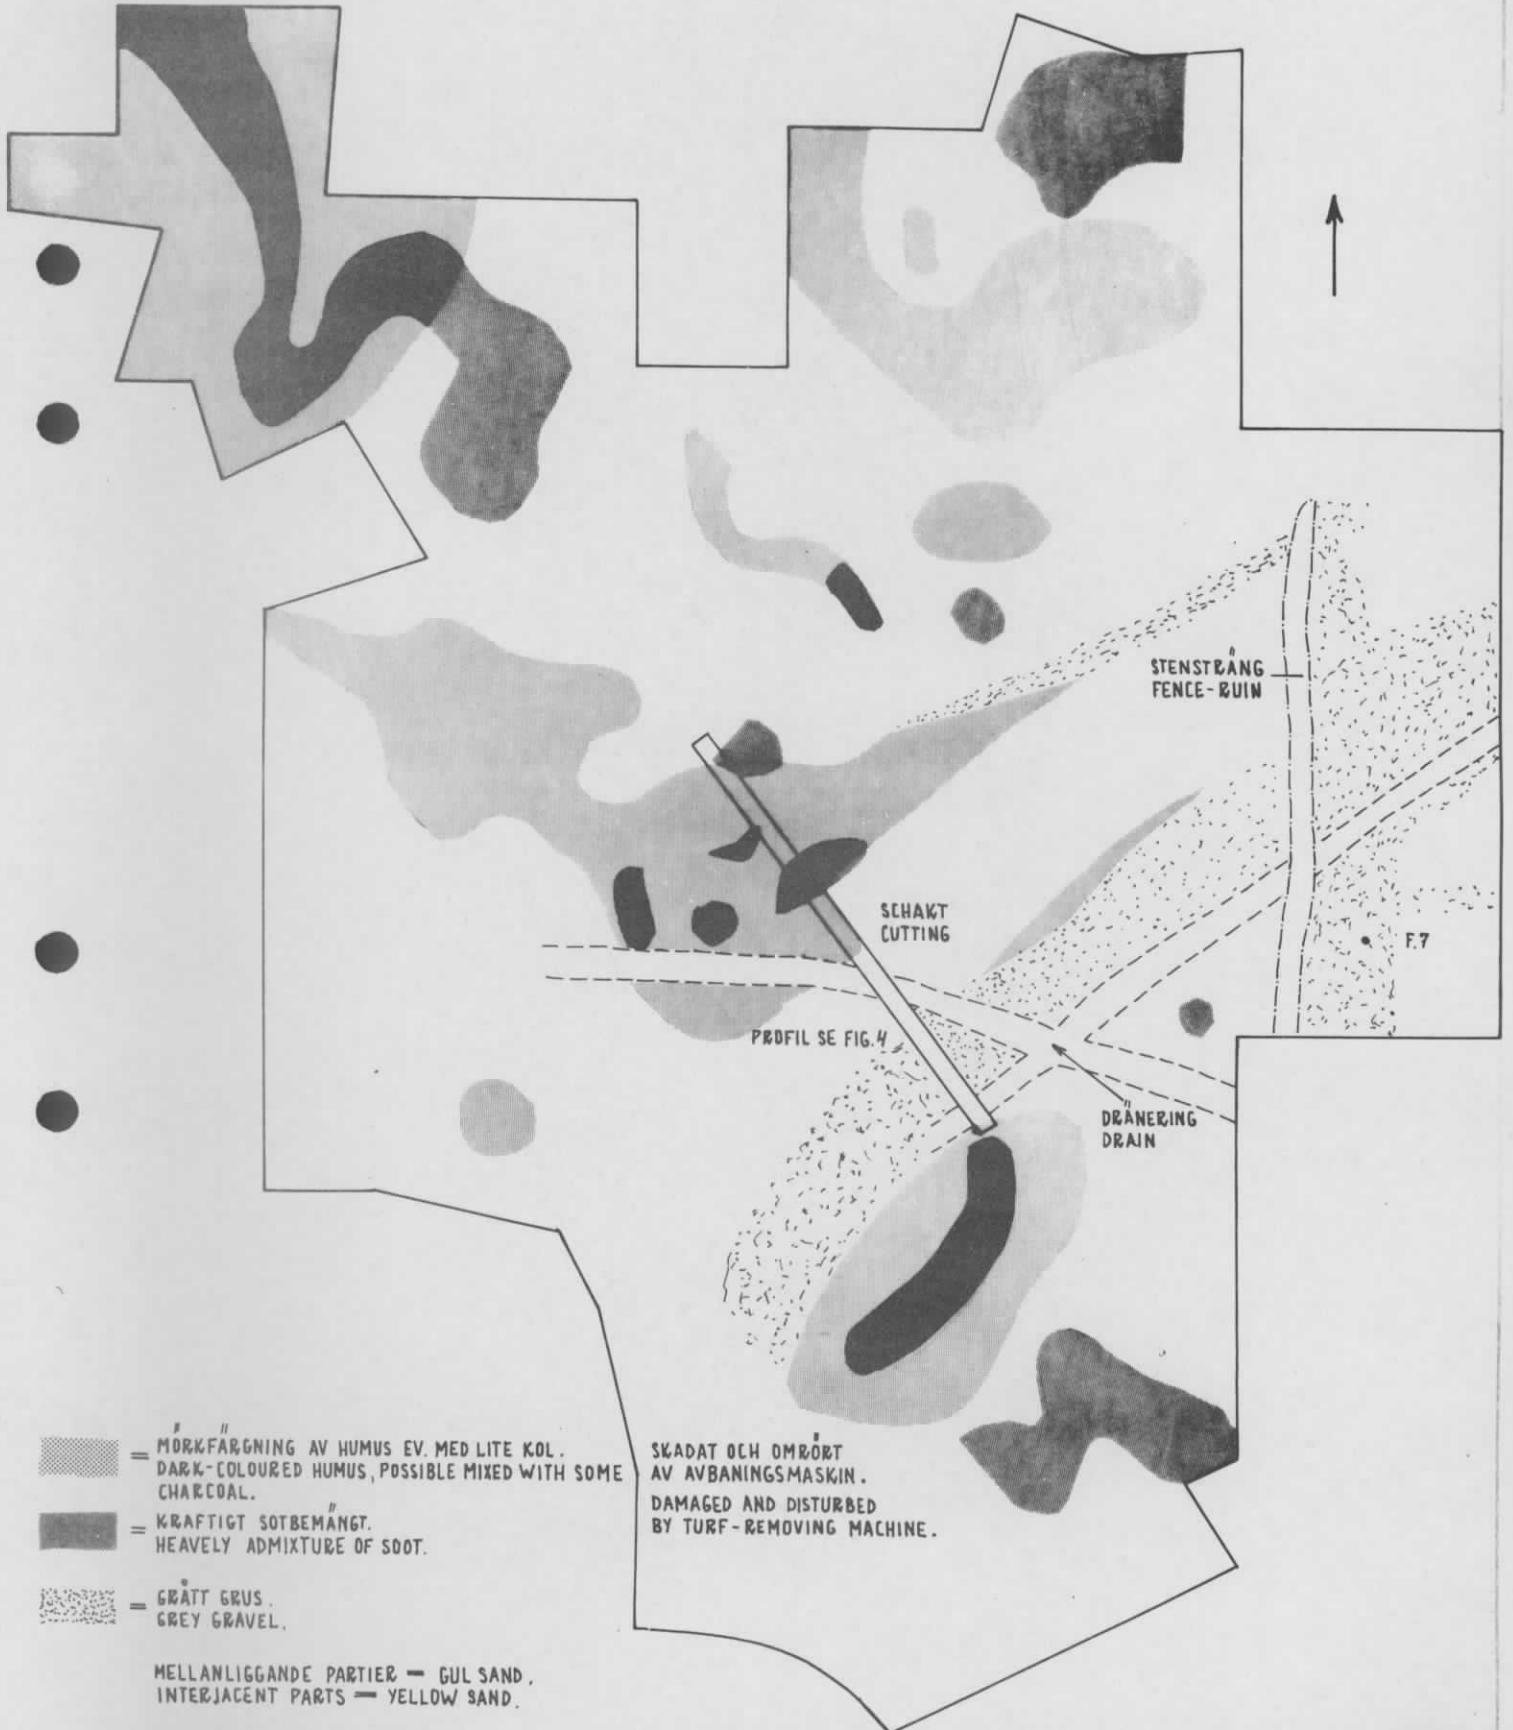 STENSTRÄNG
FENCE-RUIN
SCHAKT
CUTTING
F.7
PROFIL SE FIG.4
DRÄNERING
DRAIN
= MÖRKFÄRGNING AV HUMUS EV. MED LITE KOL.
DARK-COLOURED HUMUS, POSSIBLE MIXED WITH SOME
CHARCOAL.
= KRAFTIGT SOTBEMÄNGT.
HEAVELY ADMIXTURE OF SOOT.
= GRÅTT GRUS.
GREY GRAVEL.
MELLANLIGGANDE PARTIER — GUL SAND.
INTERJACENT PARTS — YELLOW SAND.
SKADAT OCH OMRÖRT
AV AVBANINGSMASKIN.
DAMAGED AND DISTURBED
BY TURF-REMOVING MACHINE.